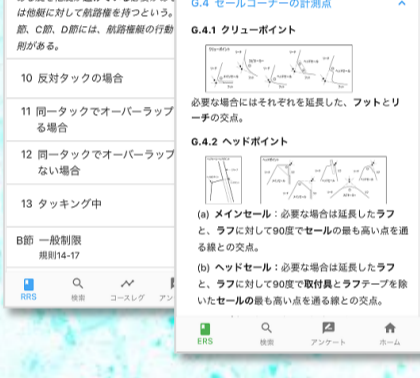 は他艇に対して航路権を持つという。
節、C節、D節には、航路権艇の行動
則がある。
10 反対タックの場合
11 同一タックでオーバーラップ
る場合
12 同一タックでオーバーラップ
ない場合
13 タッキング中
B節 一般制限
規則14-17
RRS
検索
コースレグ
アン
G.4 セールコーナーの計測点
G.4.1 クリューポイント
必要な場合にはそれぞれを延長した、フットとリ
ーチの交点。
G.4.2 ヘッドポイント
(a) メインセール：必要な場合は延長したラフ
と、ラフに対して90度でセールの最も高い点を通
る線との交点。
(b) ヘッドセール：必要な場合は延長したラフ
と、ラフに対して90度で取付具とラフテープを除
いたセールの最も高い点を通る線との交点。
ERS
検索
アンケート
ホーム